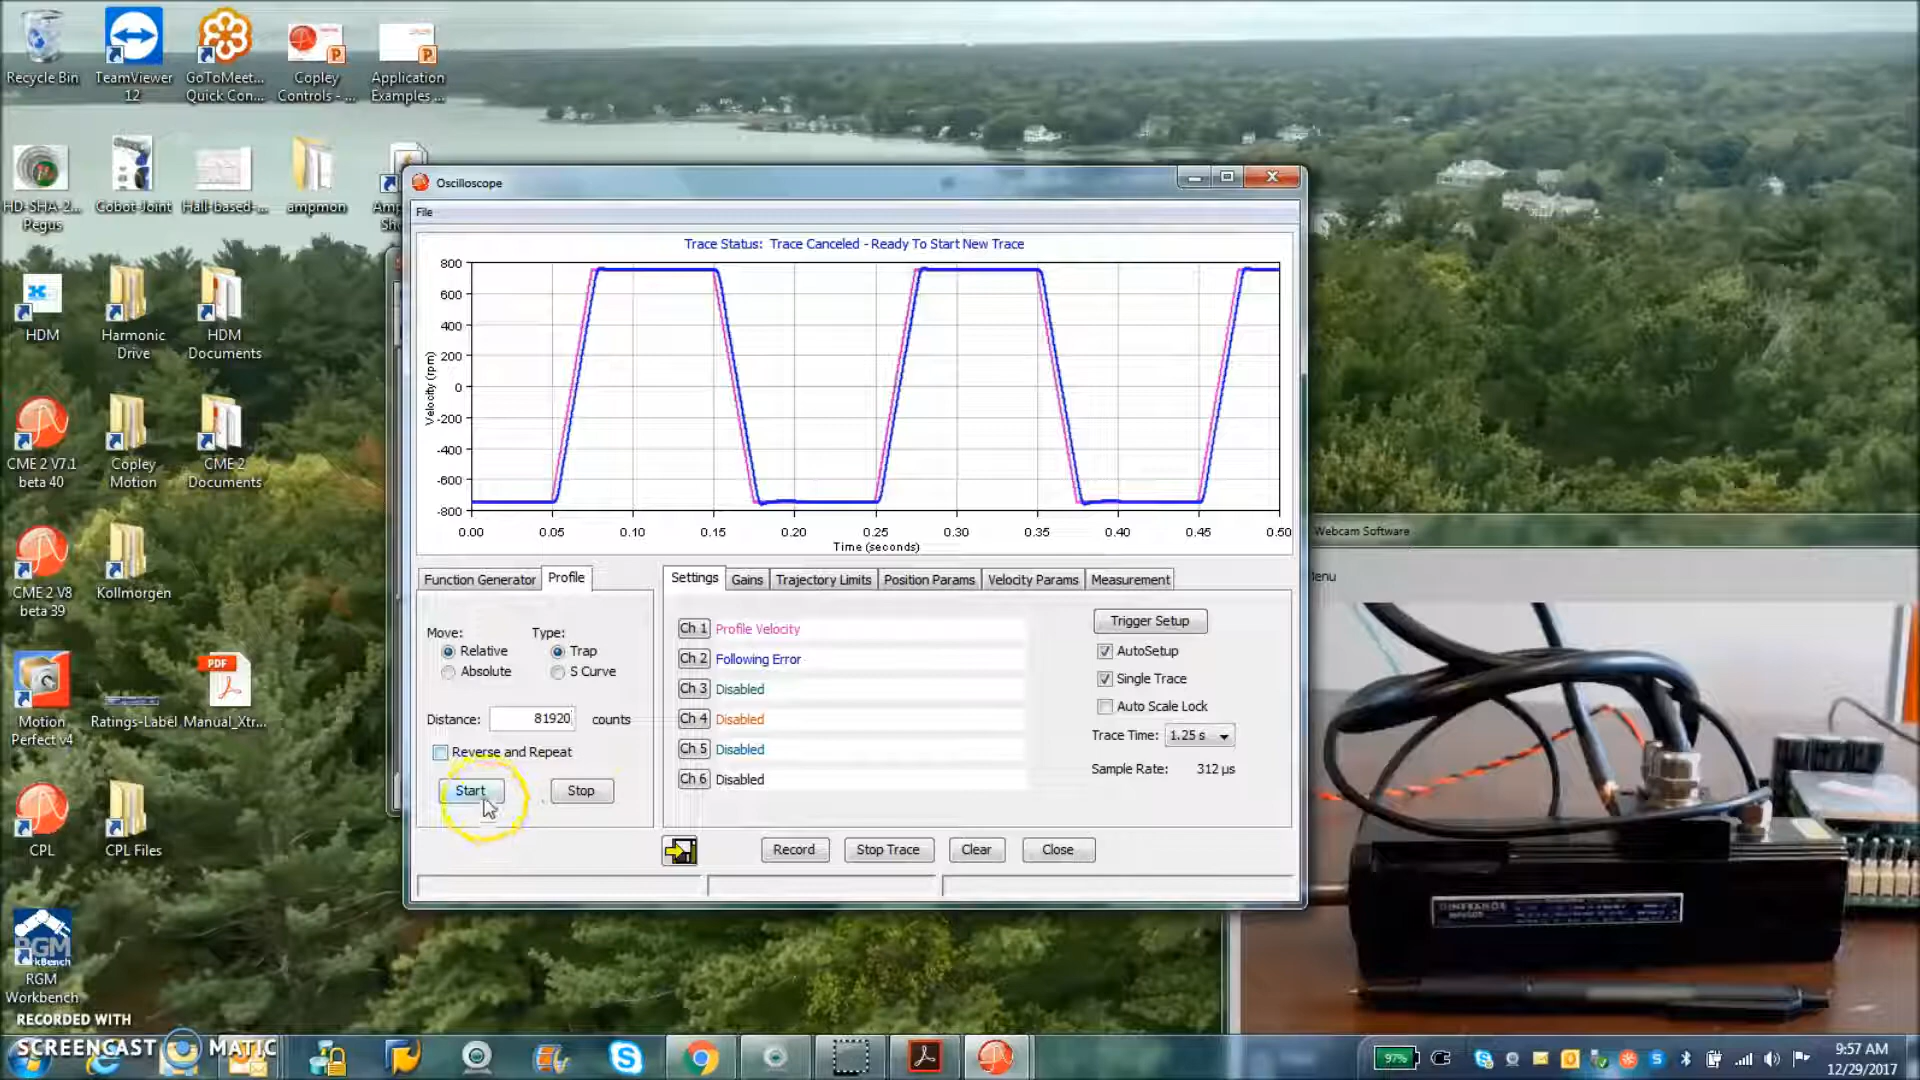 Recycle Bin
TeamViewer
12
GoToMeet...
Quick Con...
Copley
Controls - ...
Application
Examples ...
HD-SHA-2...
Pegus
Cobot-Joint
Hall-based-...
ampmon
HDM
Harmonic
Drive
HDM
Documents
CME 2 V7.1
beta 40
Copley
Motion
CME 2
Documents
CME 2 V8
beta 39
Kollmorgen
PDF
Motion
Perfect v4
Ratings-Label
Manual_Xtr...
CPL
CPL Files
RGM
Workbench
RECORDED WITH
SCREENCAST MATIC
Oscilloscope
File
Trace Status: Trace Canceled - Ready To Start New Trace
800
600
400
200
0
-200
-400
-600
-800
Velocity (rpm)
0.00 0.05 0.10 0.15 0.20 0.25 0.30 0.35 0.40 0.45 0.50
Time (seconds)
Function Generator Profile
Settings Gains Trajectory Limits Position Params Velocity Params Measurement
Move: Type:
Relative Trap
Absolute S Curve
Distance: 81920 counts
Reverse and Repeat
Start Stop
Ch 1 Profile Velocity
Ch 2 Following Error
Ch 3 Disabled
Ch 4 Disabled
Ch 5 Disabled
Ch 6 Disabled
Trigger Setup
AutoSetup
Single Trace
Auto Scale Lock
Trace Time: 1.25 s
Sample Rate: 312 µs
Record Stop Trace Clear Close
Webcam Software
lenu
97%
9:57 AM
12/29/2017